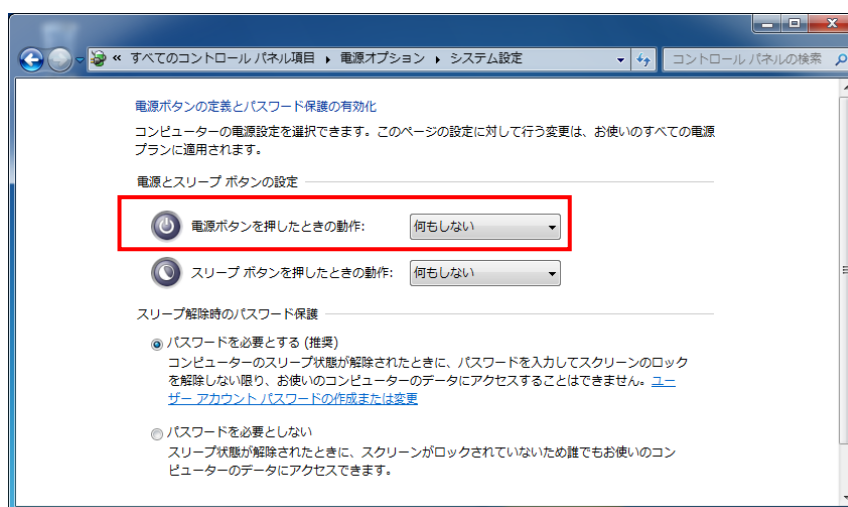 « すべてのコントロール パネル項目 ▸ 電源オプション ▸ システム設定
コントロール パネルの検索
電源ボタンの定義とパスワード保護の有効化
コンピューターの電源設定を選択できます。このページの設定に対して行う変更は、お使いのすべての電源
プランに適用されます。
電源とスリープ ボタンの設定
電源ボタンを押したときの動作: 何もしない
スリープ ボタンを押したときの動作: 何もしない
スリープ解除時のパスワード保護
パスワードを必要とする (推奨)
コンピューターのスリープ状態が解除されたときに、パスワードを入力してスクリーンのロック
を解除しない限り、お使いのコンピューターのデータにアクセスすることはできません。ユー
ザー アカウント パスワードの作成または変更
パスワードを必要としない
スリープ状態が解除されたときに、スクリーンがロックされていないため誰でもお使いのコン
ピューターのデータにアクセスできます。